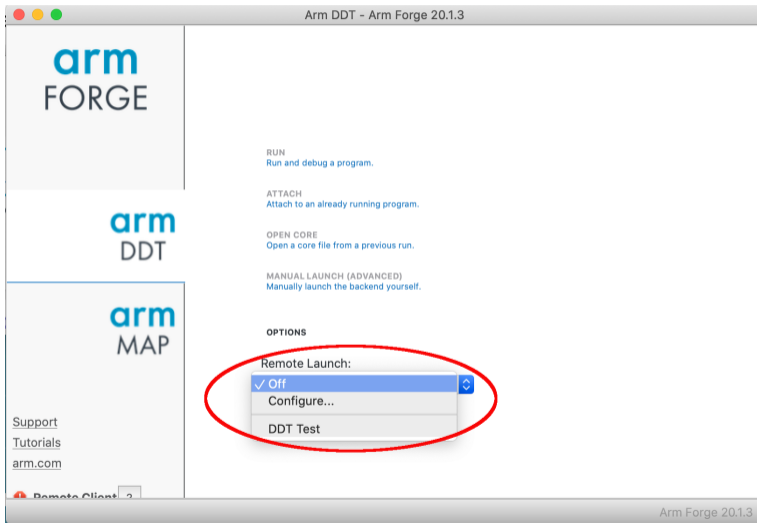 Arm DDT - Arm Forge 20.1.3
arm
FORGE
arm
DDT
arm
MAP
Support
Tutorials
arm.com
Remote Client ?
RUN
Run and debug a program.
ATTACH
Attach to an already running program.
OPEN CORE
Open a core file from a previous run.
MANUAL LAUNCH (ADVANCED)
Manually launch the backend yourself.
OPTIONS
Remote Launch:
✓ Off
Configure...
DDT Test
Arm Forge 20.1.3